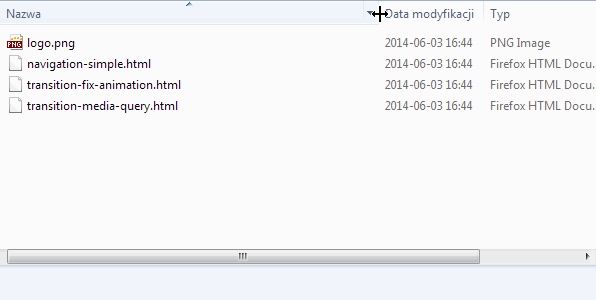 Nazwa Data modyfikacji Typ
PNG logo.png 2014-06-03 16:44 PNG Image
navigation-simple.html 2014-06-03 16:44 Firefox HTML Docu...
transition-fix-animation.html 2014-06-03 16:44 Firefox HTML Docu...
transition-media-query.html 2014-06-03 16:44 Firefox HTML Docu...